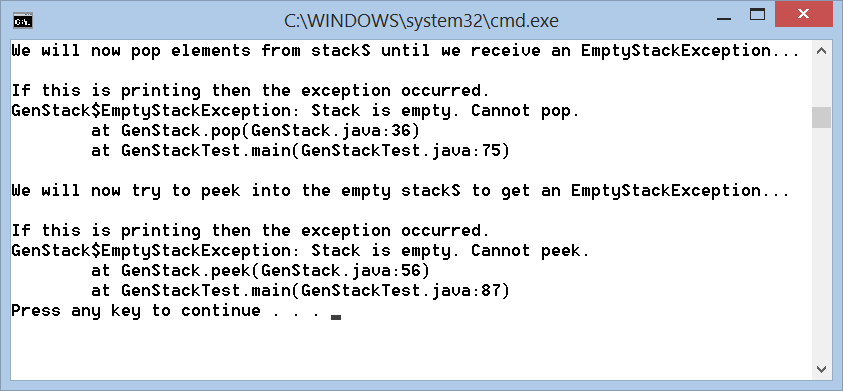 C:\WINDOWS\system32\cmd.exe
We will now pop elements from stackS until we receive an EmptyStackException...
If this is printing then the exception occurred.
GenStack$EmptyStackException: Stack is empty. Cannot pop.
at GenStack.pop(GenStack.java:36)
at GenStackTest.main(GenStackTest.java:75)
We will now try to peek into the empty stackS to get an EmptyStackException...
If this is printing then the exception occurred.
GenStack$EmptyStackException: Stack is empty. Cannot peek.
at GenStack.peek(GenStack.java:56)
at GenStackTest.main(GenStackTest.java:87)
Press any key to continue . . .